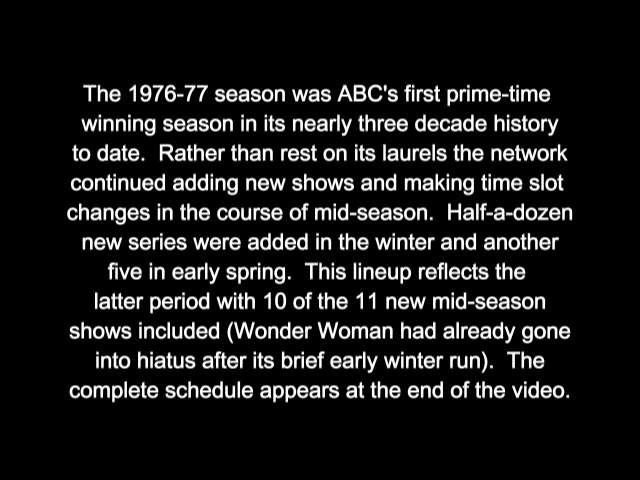 The 1976-77 season was ABC's first prime-time
winning season in its nearly three decade history
to date.  Rather than rest on its laurels the network
continued adding new shows and making time slot
changes in the course of mid-season.  Half-a-dozen
new series were added in the winter and another
five in early spring.  This lineup reflects the
latter period with 10 of the 11 new mid-season
shows included (Wonder Woman had already gone
into hiatus after its brief early winter run).  The
complete schedule appears at the end of the video.